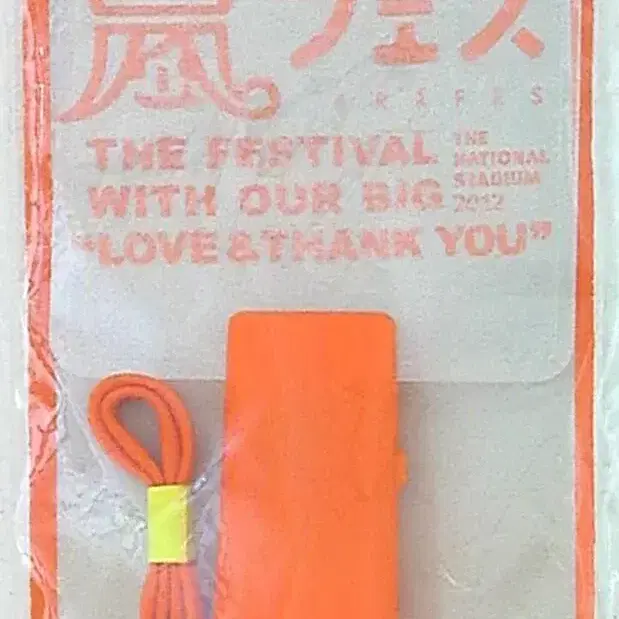 嵐フェス
ARAFES
THE FESTIVAL
WITH OUR BIG
"LOVE & THANK YOU"
THE
NATIONAL
STADIUM
2012